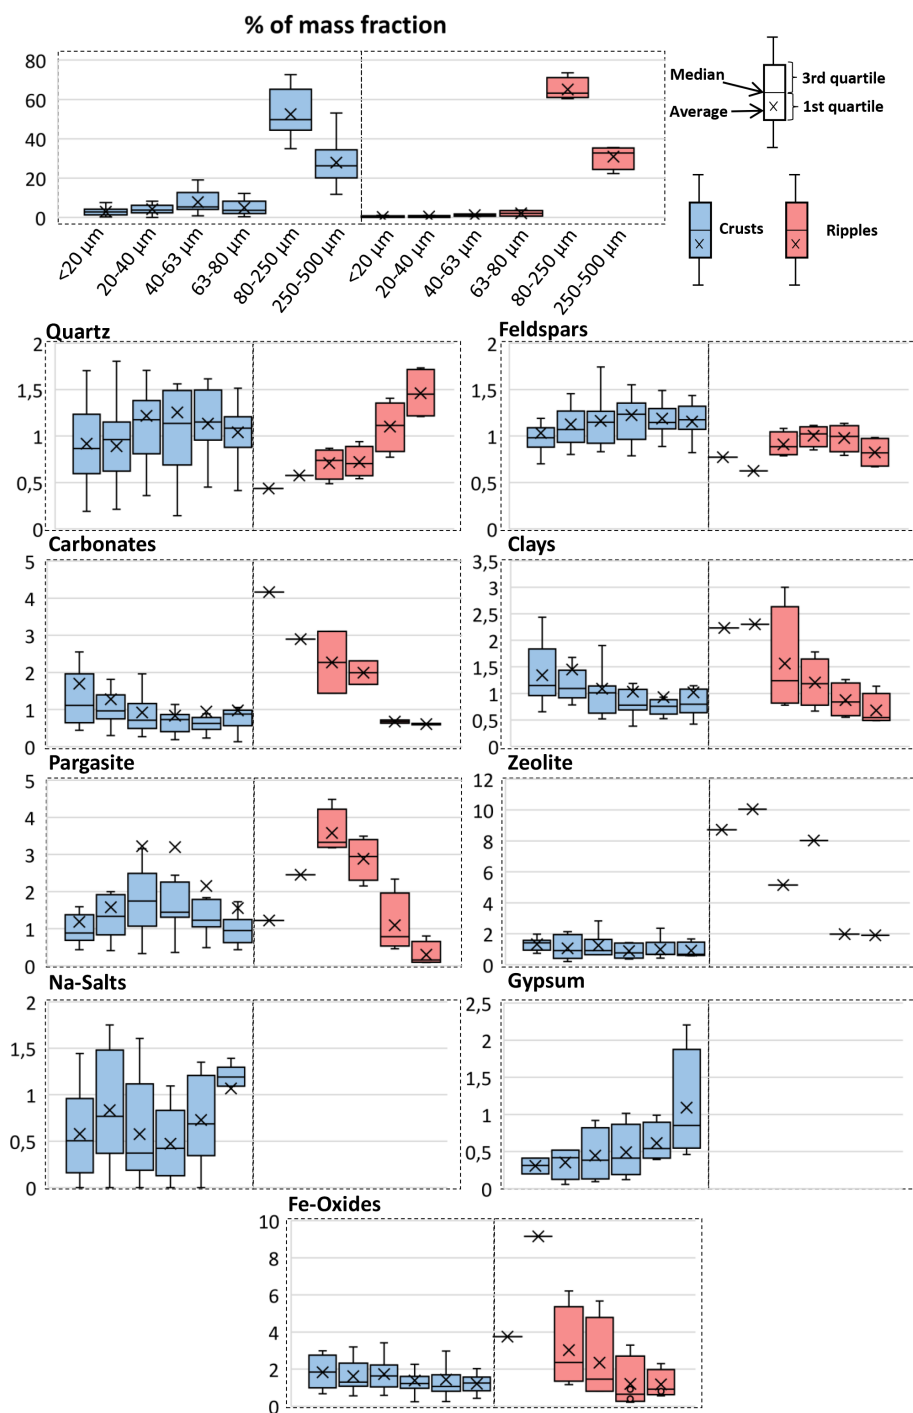 % of mass fraction
80
60
40
20
0
<20 µm
20-40 µm
40-63 µm
63-80 µm
80-250 µm
250-500 µm
<20 µm
20-40 µm
40-63 µm
63-80 µm
80-250 µm
250-500 µm
Median
Average
3rd quartile
1st quartile
Crusts
Ripples
Quartz
2
1,5
1
0,5
0
Feldspars
2
1,5
1
0,5
0
Carbonates
5
4
3
2
1
0
Clays
3,5
3
2,5
2
1,5
1
0,5
0
Pargasite
5
4
3
2
1
0
Zeolite
12
10
8
6
4
2
0
Na-Salts
2
1,5
1
0,5
0
Gypsum
2,5
2
1,5
1
0,5
0
Fe-Oxides
10
8
6
4
2
0